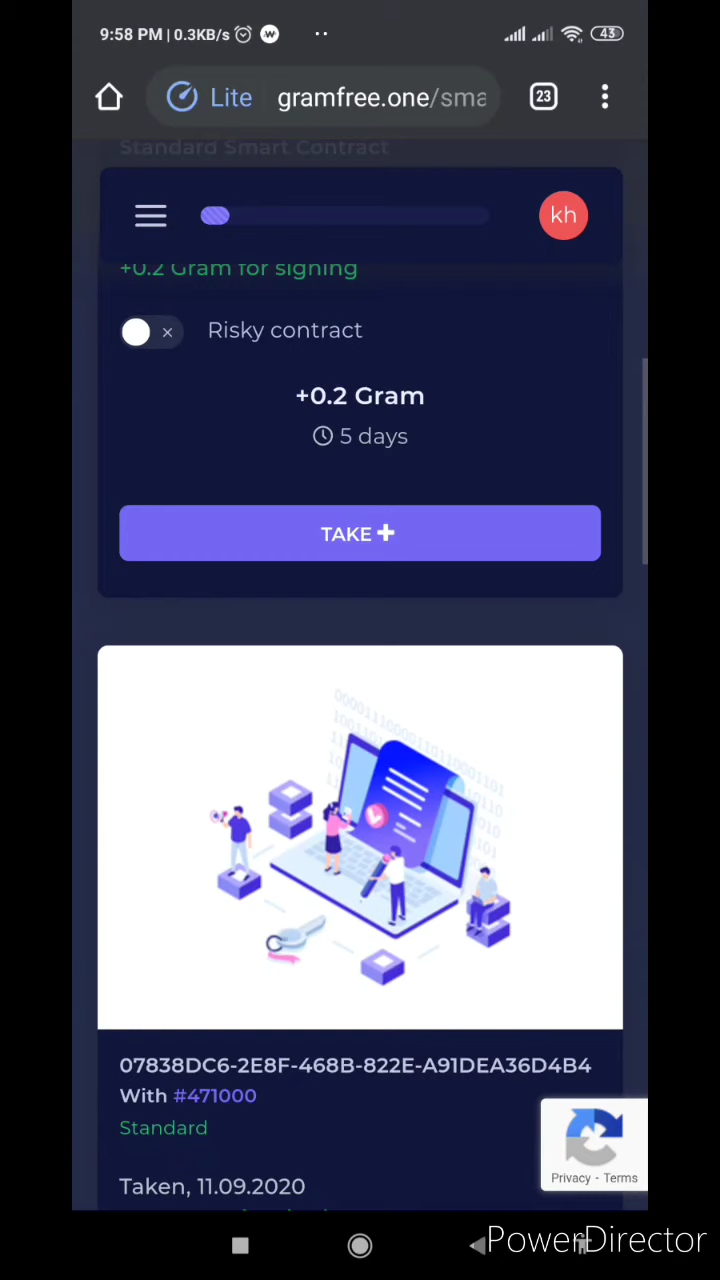 9:58 PM | 0.3KB/s
43
Lite gramfree.one/sma
23
Standard Smart Contract
kh
+0.2 Gram for signing
Risky contract
+0.2 Gram
5 days
TAKE +
07838DC6-2E8F-468B-822E-A91DEA36D4B4
With #471000
Standard
Privacy - Terms
Taken, 11.09.2020
PowerDirector